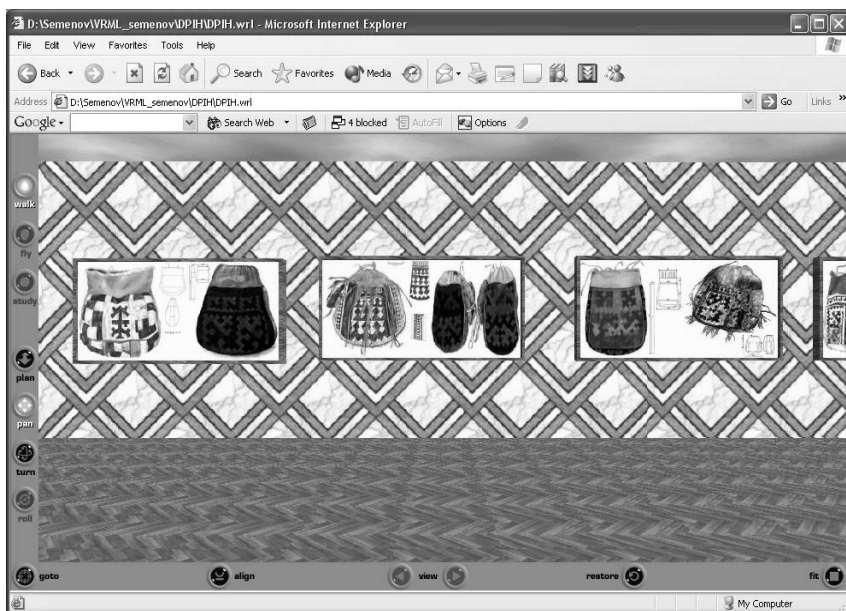 D:\Semenov\VRML_semenov\DPIH\DPIH.wrl - Microsoft Internet Explorer
File Edit View Favorites Tools Help
Back Search Favorites Media
Address D:\Semenov\VRML_semenov\DPIH\DPIH.wrl Go Links »
Google Search Web 4 blocked AutoFill Options
walk
fly
study
plan
pan
turn
roll
goto align view restore fit
My Computer